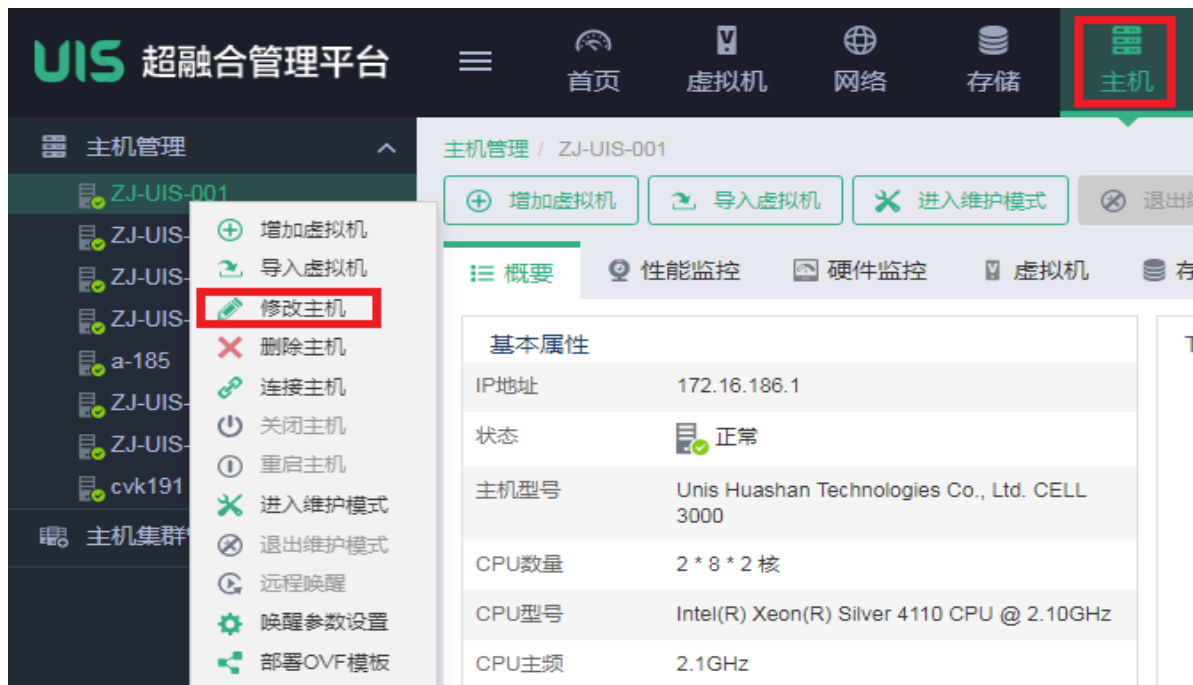 UIS 超融合管理平台
首页
虚拟机
网络
存储
主机
主机管理
ZJ-UIS-001
ZJ-UIS-
ZJ-UIS-
ZJ-UIS-
a-185
ZJ-UIS-
ZJ-UIS-
cvk191
主机集群
增加虚拟机
导入虚拟机
修改主机
删除主机
连接主机
关闭主机
重启主机
进入维护模式
退出维护模式
远程唤醒
唤醒参数设置
部署OVF模板
主机管理 / ZJ-UIS-001
增加虚拟机
导入虚拟机
进入维护模式
退出
概要
性能监控
硬件监控
虚拟机
存
基本属性
IP地址 172.16.186.1
状态 正常
主机型号 Unis Huashan Technologies Co., Ltd. CELL
3000
CPU数量 2 * 8 * 2 核
CPU型号 Intel(R) Xeon(R) Silver 4110 CPU @ 2.10GHz
CPU主频 2.1GHz